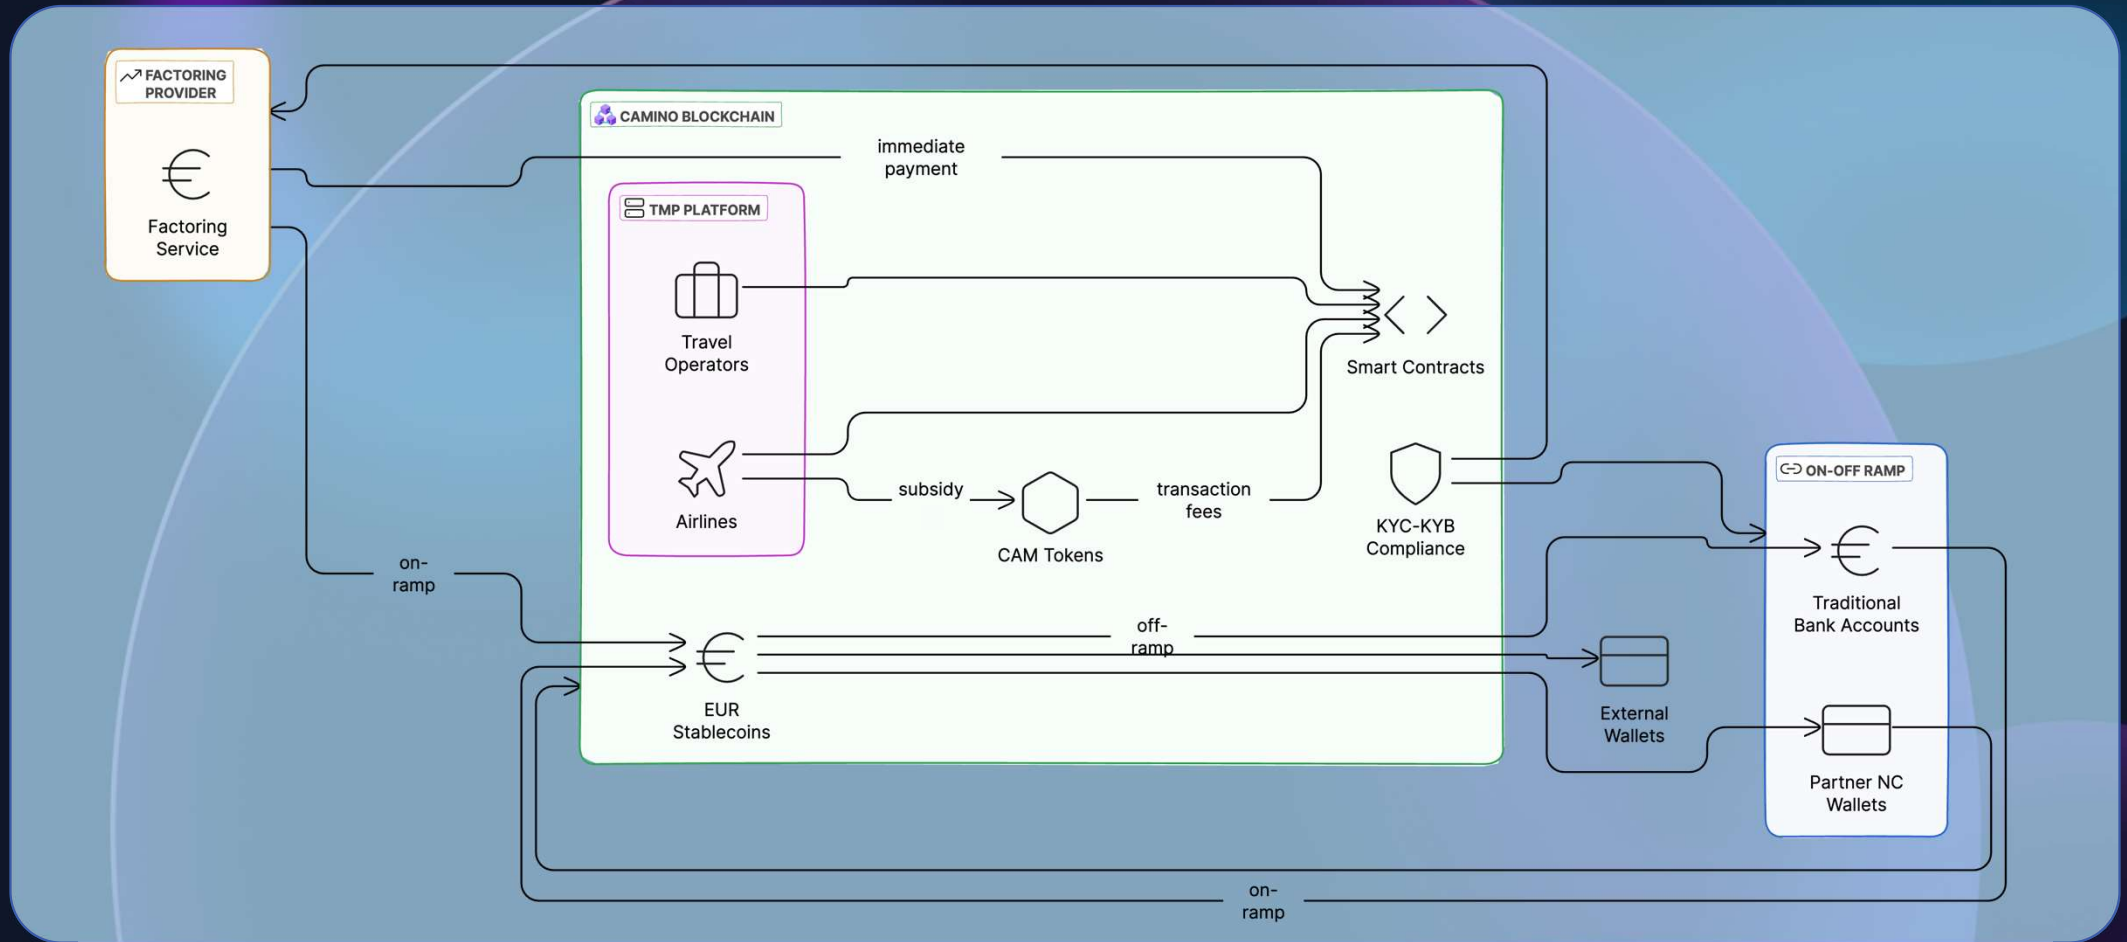 FACTORING
PROVIDER
Factoring
Service
CAMINO BLOCKCHAIN
immediate
payment
TMP PLATFORM
Travel
Operators
Smart Contracts
Airlines
subsidy
CAM Tokens
transaction
fees
KYC-KYB
Compliance
on-
ramp
EUR
Stablecoins
off-
ramp
External
Wallets
ON-OFF RAMP
Traditional
Bank Accounts
Partner NC
Wallets
on-
ramp